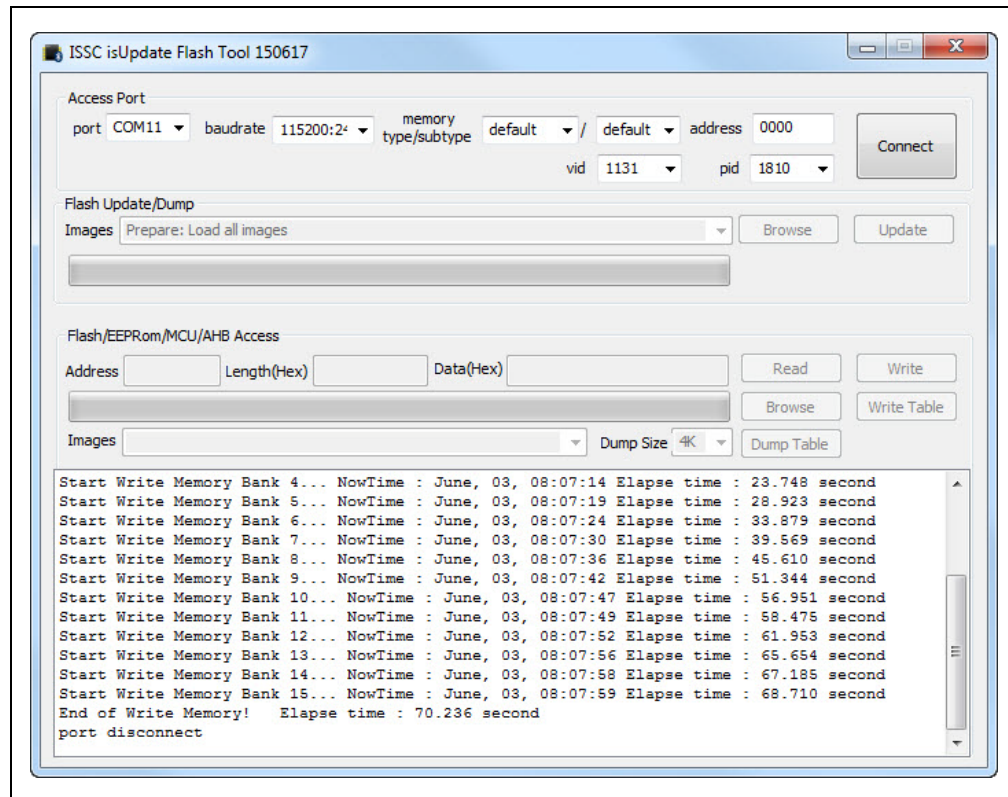 ISSC isUpdate Flash Tool 150617
Access Port
port COM11 baudrate 115200:24 memory type/subtype default / default address 0000
Connect
vid 1131 pid 1810
Flash Update/Dump
Images Prepare: Load all images Browse Update
Flash/EEPRom/MCU/AHB Access
Address Length(Hex) Data(Hex) Read Write
Browse Write Table
Images Dump Size 4K Dump Table
Start Write Memory Bank 4... NowTime : June, 03, 08:07:14 Elapse time : 23.748 second
Start Write Memory Bank 5... NowTime : June, 03, 08:07:19 Elapse time : 28.923 second
Start Write Memory Bank 6... NowTime : June, 03, 08:07:24 Elapse time : 33.879 second
Start Write Memory Bank 7... NowTime : June, 03, 08:07:30 Elapse time : 39.569 second
Start Write Memory Bank 8... NowTime : June, 03, 08:07:36 Elapse time : 45.610 second
Start Write Memory Bank 9... NowTime : June, 03, 08:07:42 Elapse time : 51.344 second
Start Write Memory Bank 10... NowTime : June, 03, 08:07:47 Elapse time : 56.951 second
Start Write Memory Bank 11... NowTime : June, 03, 08:07:49 Elapse time : 58.475 second
Start Write Memory Bank 12... NowTime : June, 03, 08:07:52 Elapse time : 61.953 second
Start Write Memory Bank 13... NowTime : June, 03, 08:07:56 Elapse time : 65.654 second
Start Write Memory Bank 14... NowTime : June, 03, 08:07:58 Elapse time : 67.185 second
Start Write Memory Bank 15... NowTime : June, 03, 08:07:59 Elapse time : 68.710 second
End of Write Memory! Elapse time : 70.236 second
port disconnect